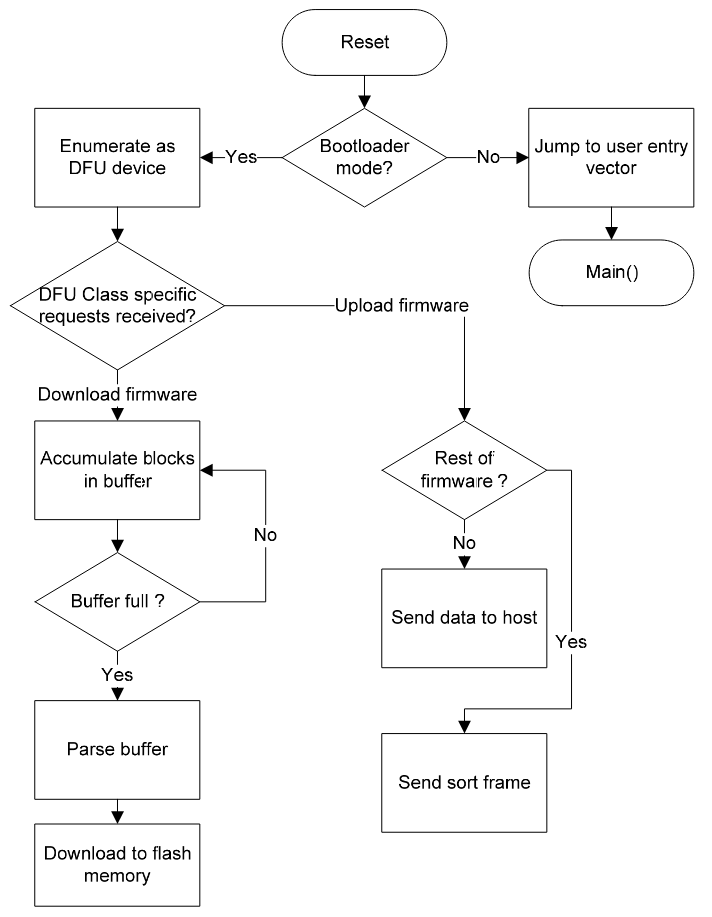 Reset
Bootloader
mode?
Yes
No
Enumerate as
DFU device
Jump to user entry
vector
Main()
DFU Class specific
requests received?
Upload firmware
Download firmware
Accumulate blocks
in buffer
No
Buffer full ?
Yes
Parse buffer
Download to flash
memory
Rest of
firmware ?
No
Send data to host
Yes
Send sort frame